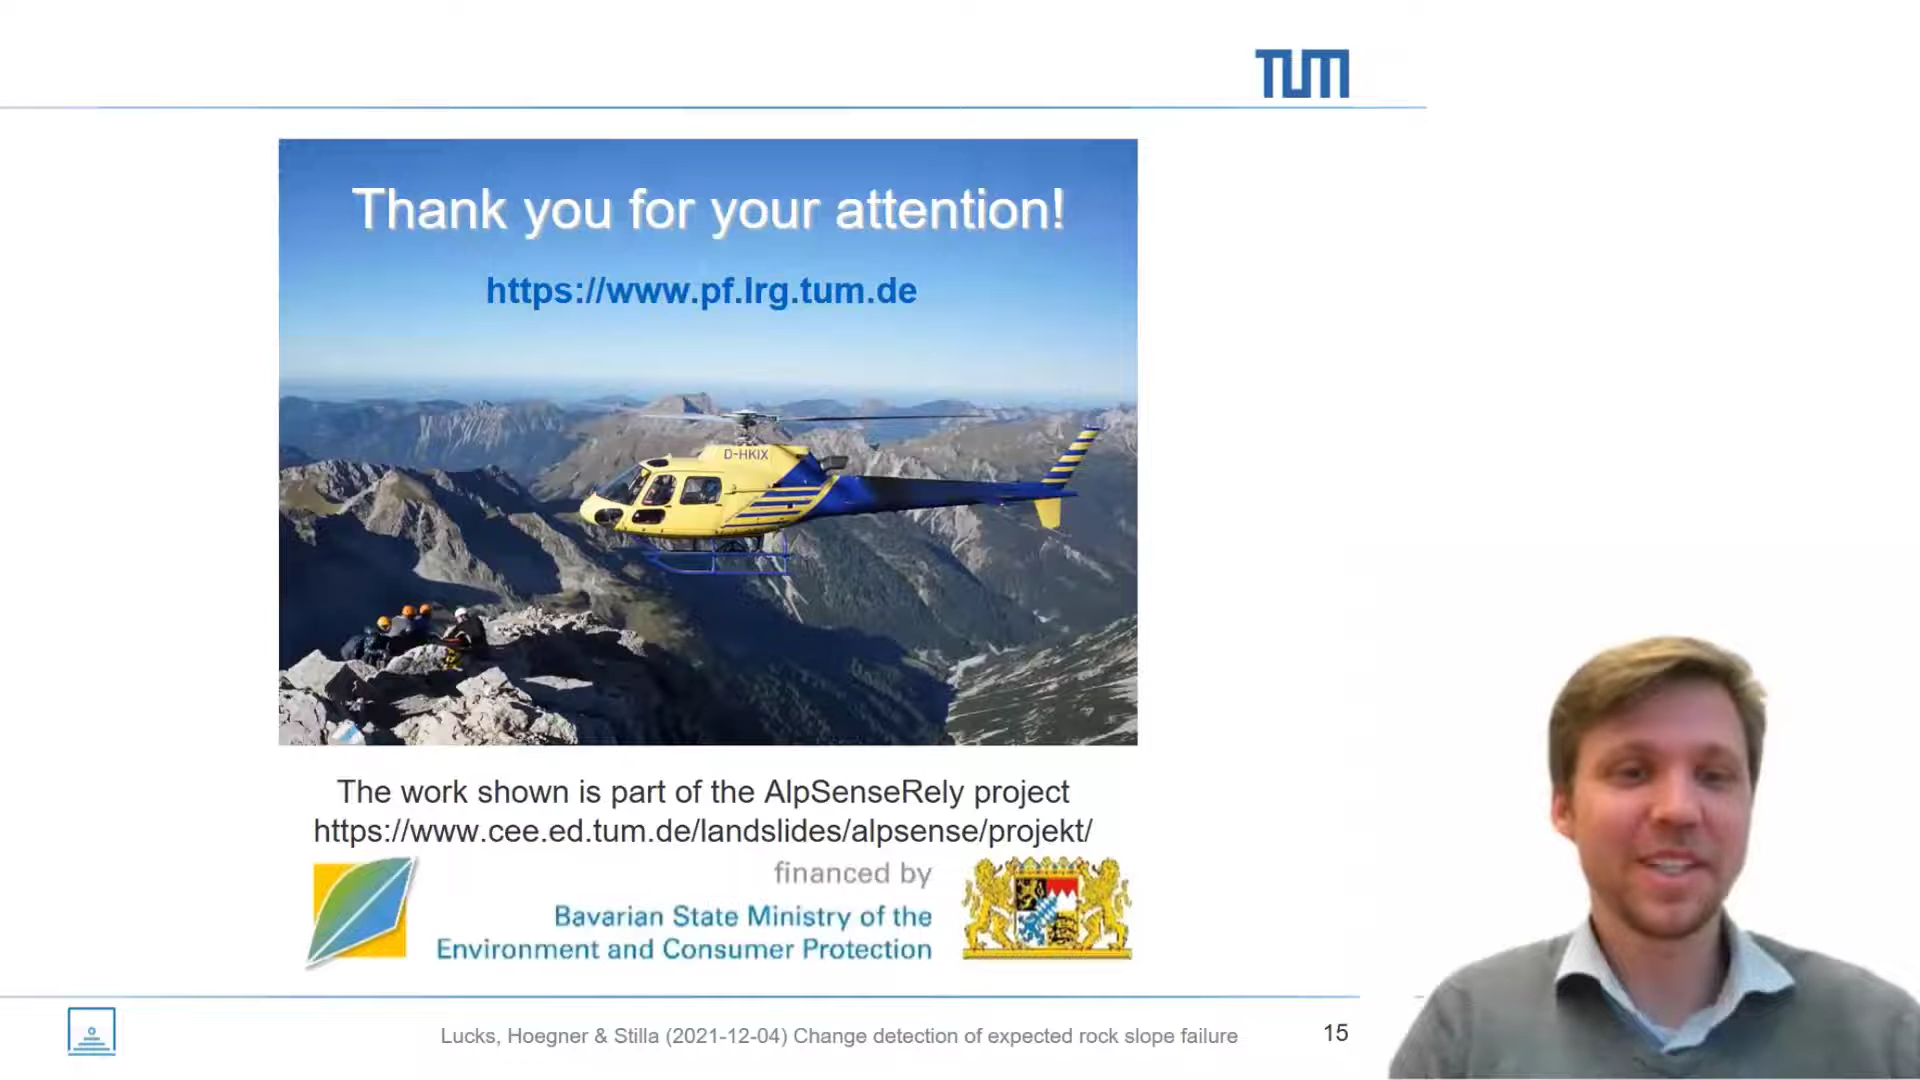 TUM
Thank you for your attention!
https://www.pf.lrg.tum.de
D-HKIX
The work shown is part of the AlpSenseRely project
https://www.cee.ed.tum.de/landslides/alpsense/projekt/
financed by
Bavarian State Ministry of the
Environment and Consumer Protection
Lucks, Hoegner & Stilla (2021-12-04) Change detection of expected rock slope failure
15